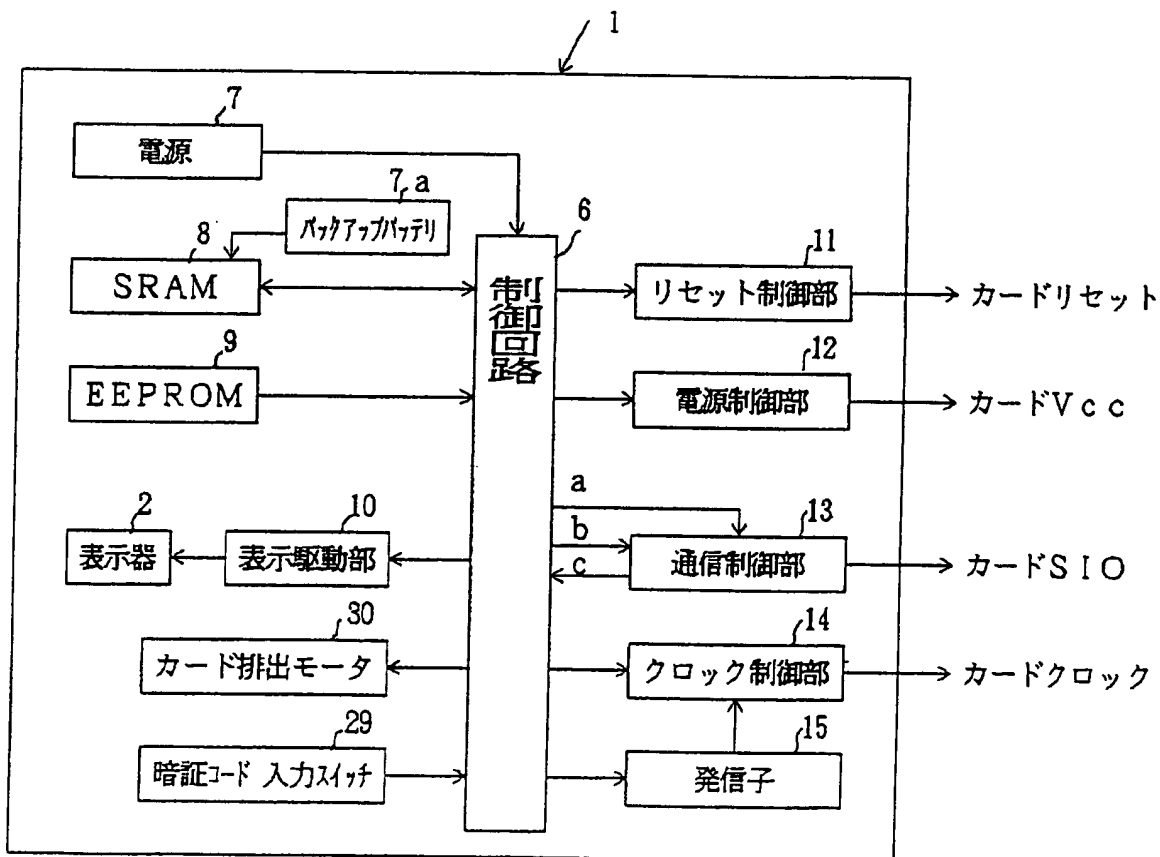 1
7
電源
7a
バックアップバッテリ
8
SRAM
9
EEPROM
6
制御回路
11
リセット制御部
カードリセット
12
電源制御部
カードVcc
a
b
c
13
通信制御部
カードSIO
2
表示器
10
表示駆動部
30
カード排出モータ
14
クロック制御部
カードクロック
29
暗証コード 入力スイッチ
15
発信子